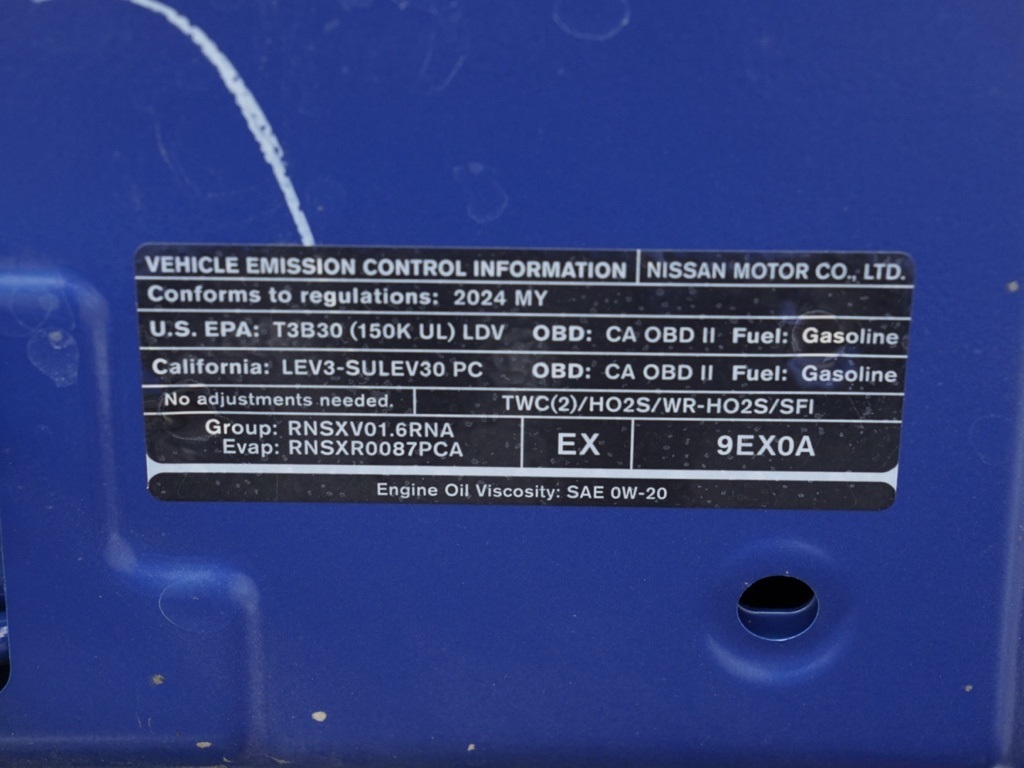 VEHICLE EMISSION CONTROL INFORMATION NISSAN MOTOR CO., LTD.
Conforms to regulations: 2024 MY
U.S. EPA: T3B30 (150K UL) LDV OBD: CA OBD II Fuel: Gasoline
California: LEV3-SULEV30 PC OBD: CA OBD II Fuel: Gasoline
No adjustments needed. TWC(2)/HO2S/WR-HO2S/SFI
Group: RNSXV01.6RNA
Evap: RNSXR0087PCA
EX
9EX0A
Engine Oil Viscosity: SAE 0W-20